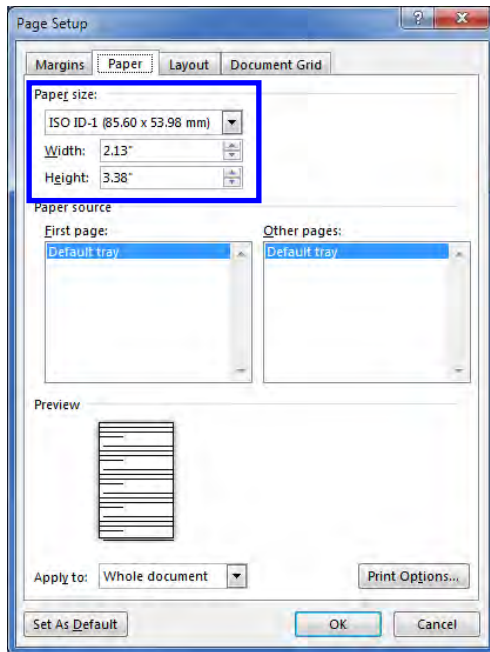 Page Setup
Margins Paper Layout Document Grid
Paper size:
ISO ID-1 (85.60 x 53.98 mm)
Width: 2.13"
Height: 3.38"
Paper source
First page: Other pages:
Default tray Default tray
Preview
Apply to: Whole document Print Options...
Set As Default OK Cancel